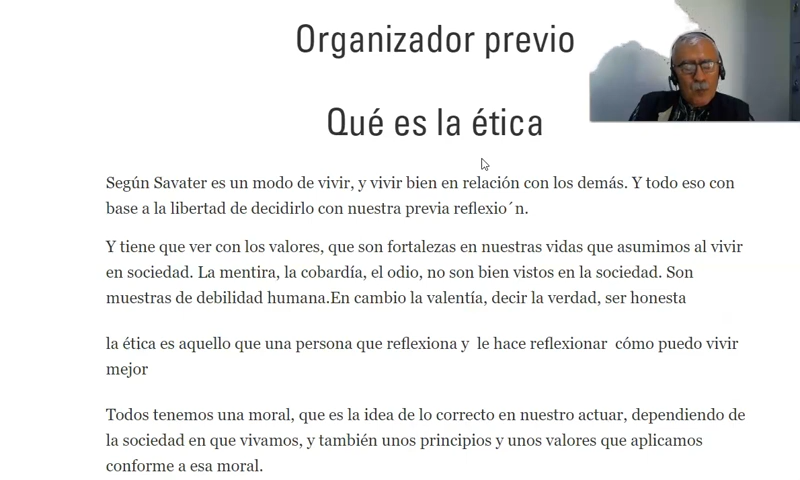 Organizador previo
Qué es la ética
Según Savater es un modo de vivir, y vivir bien en relación con los demás. Y todo eso con
base a la libertad de decidirlo con nuestra previa reflexio´n.
Y tiene que ver con los valores, que son fortalezas en nuestras vidas que asumimos al vivir
en sociedad. La mentira, la cobardía, el odio, no son bien vistos en la sociedad. Son
muestras de debilidad humana.En cambio la valentía, decir la verdad, ser honesta
la ética es aquello que una persona que reflexiona y  le hace reflexionar  cómo puedo vivir
mejor
Todos tenemos una moral, que es la idea de lo correcto en nuestro actuar, dependiendo de
la sociedad en que vivamos, y también unos principios y unos valores que aplicamos
conforme a esa moral.